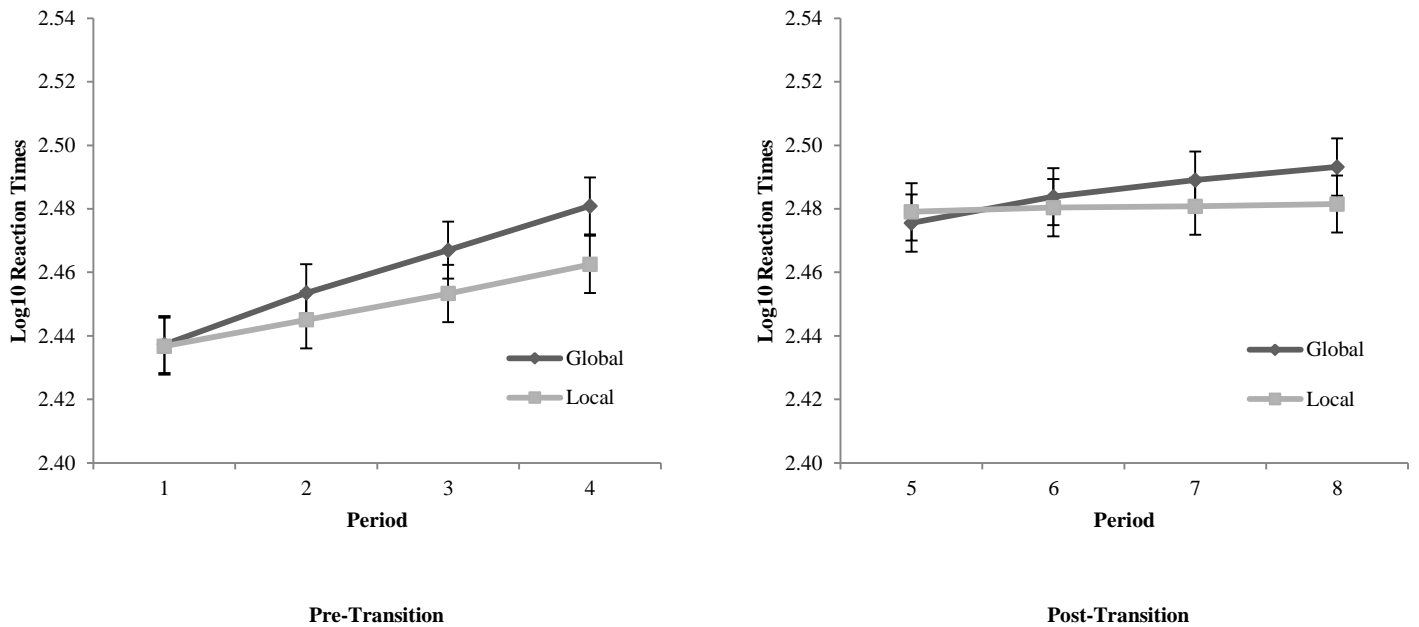 2.54
2.52
2.50
2.48
2.46
2.44
2.42
2.40
Log10 Reaction Times
Global
Local
1 2 3 4
Period
Pre-Transition
2.54
2.52
2.50
2.48
2.46
2.44
2.42
2.40
Log10 Reaction Times
Global
Local
5 6 7 8
Period
Post-Transition